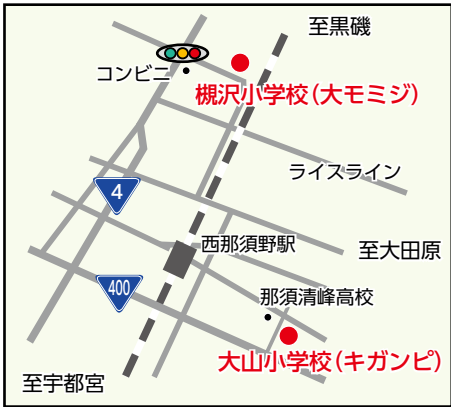 至黒磯
コンビニ
槻沢小学校（大モミジ）
ライスライン
4
西那須野駅
至大田原
400
那須清峰高校
大山小学校（キガンピ）
至宇都宮